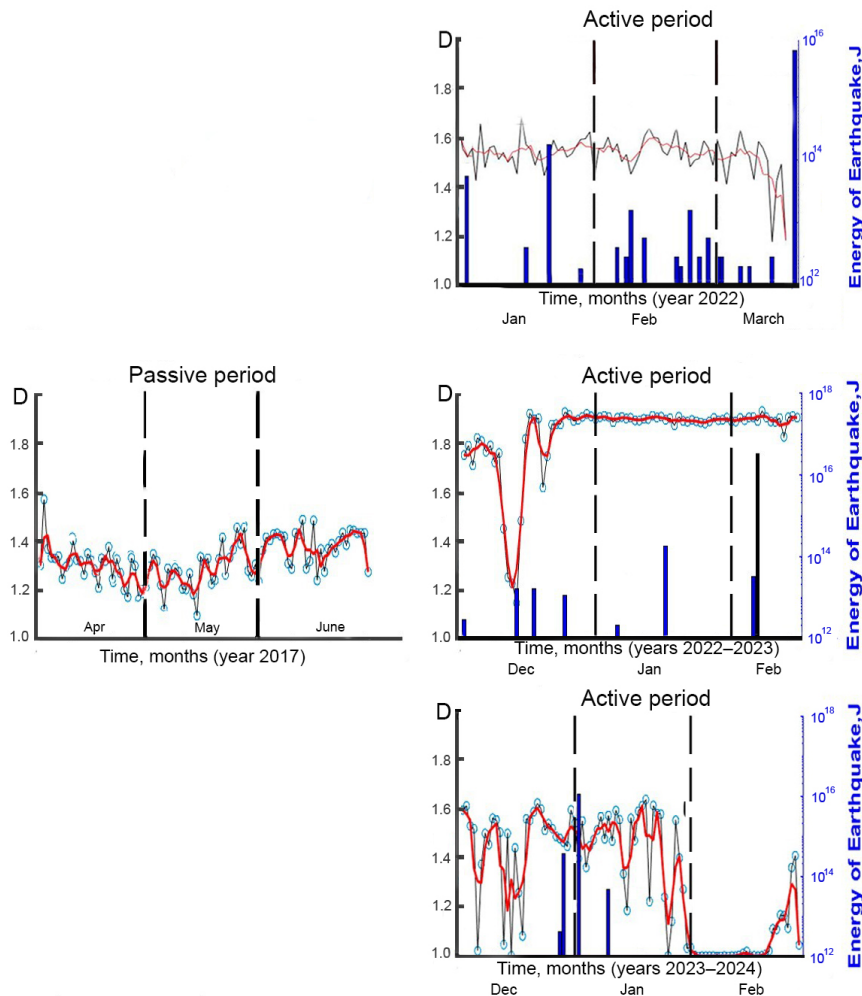 Active period
D
10^16
1.8
1.6
10^14
1.4
1.2
1.0
10^12
Energy of Earthquake,J
Time, months (year 2022)
Jan Feb March
Passive period
D
1.8
1.6
1.4
1.2
1.0
Apr May June
Time, months (year 2017)
Active period
D
10^18
1.8
10^16
1.6
1.4
10^14
1.2
1.0
10^12
Energy of Earthquake,J
Time, months (years 2022–2023)
Dec Jan Feb
Active period
D
10^18
1.8
10^16
1.6
1.4
10^14
1.2
1.0
10^12
Energy of Earthquake,J
Time, months (years 2023–2024)
Dec Jan Feb